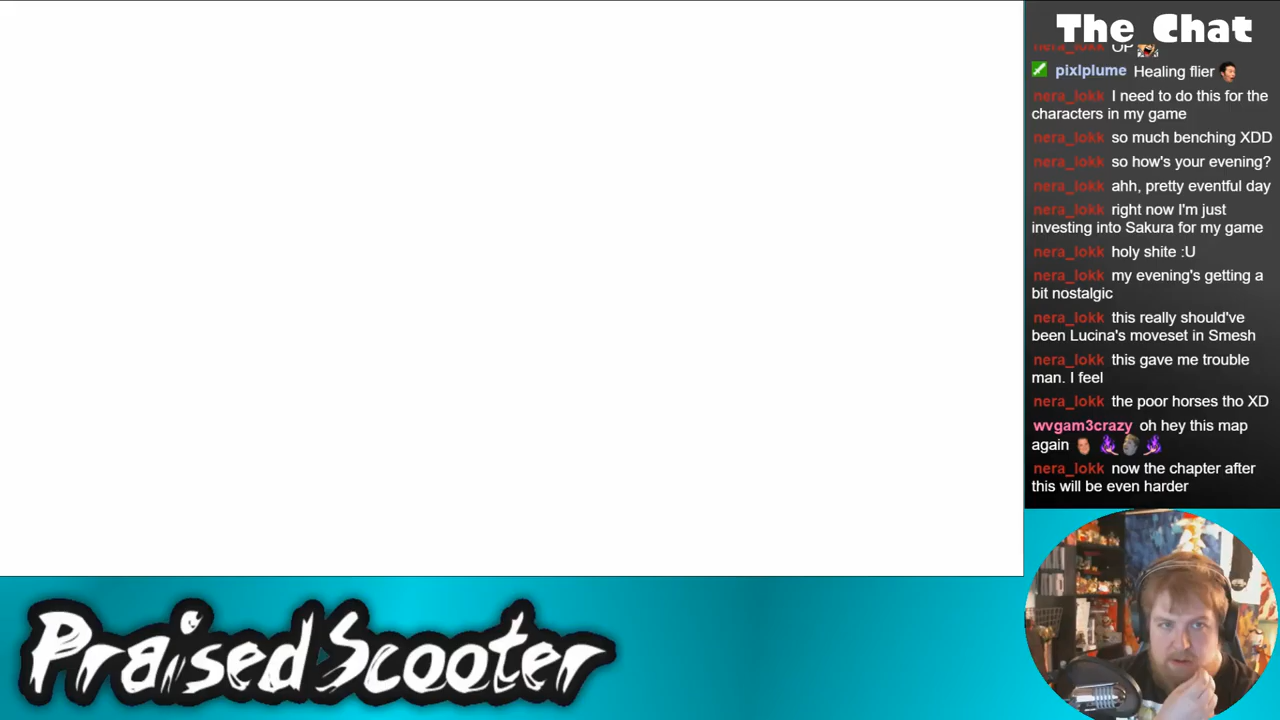 The Chat
nera_lokk UP
pixlplume Healing flier
nera_lokk I need to do this for the
characters in my game
nera_lokk so much benching XDD
nera_lokk so how's your evening?
nera_lokk ahh, pretty eventful day
nera_lokk right now I'm just
investing into Sakura for my game
nera_lokk holy shite :U
nera_lokk my evening's getting a
bit nostalgic
nera_lokk this really should've
been Lucina's moveset in Smesh
nera_lokk this gave me trouble
man. I feel
nera_lokk the poor horses tho XD
wvgam3crazy oh hey this map
again
nera_lokk now the chapter after
this will be even harder
PraisedScooter